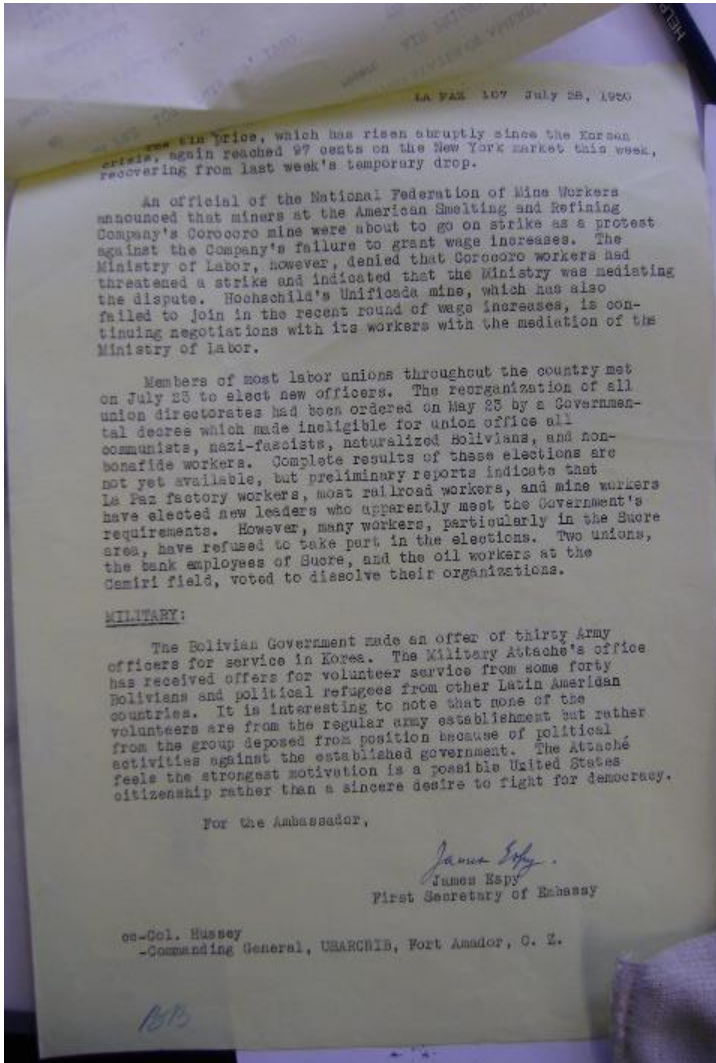 HELP
LA PAZ 107 July 28, 1950
The tin price, which has risen abruptly since the Korean
crisis, again reached 97 cents on the New York market this week,
recovering from last week's temporary drop.
An official of the National Federation of Mine Workers
announced that miners at the American Smelting and Refining
Company's Corocoro mine were about to go on strike as a protest
against the Company's failure to grant wage increases. The
Ministry of Labor, however, denied that Corocoro workers had
threatened a strike and indicated that the Ministry was mediating
the dispute. Hochschild's Unificada mine, which has also
failed to join in the recent round of wage increases, is con-
tinuing negotiations with its workers with the mediation of the
Ministry of Labor.
Members of most labor unions throughout the country met
on July 23 to elect new officers. The reorganization of all
union directorates had been ordered on May 23 by a Governmen-
tal decree which made ineligible for union office all
communists, nazi-fascists, naturalized Bolivians, and non-
bonafide workers. Complete results of these elections are
not yet available, but preliminary reports indicate that
La Paz factory workers, most railroad workers, and mine workers
have elected new leaders who apparently meet the Government's
requirements. However, many workers, particularly in the Sucre
area, have refused to take part in the elections. Two unions,
the bank employees of Sucre, and the oil workers at the
Camiri field, voted to dissolve their organizations.
MILITARY:
The Bolivian Government made an offer of thirty Army
officers for service in Korea. The Military Attaché's office
has received offers for volunteer service from some forty
Bolivians and political refugees from other Latin American
countries. It is interesting to note that none of the
volunteers are from the regular army establishment but rather
from the group deposed from position because of political
activities against the established government. The Attaché
feels the strongest motivation is a possible United States
citizenship rather than a sincere desire to fight for democracy.
For the Ambassador,
James Espy.
James Espy
First Secretary of Embassy
cc-Col. Hussey
-Commanding General, USARCRIB, Fort Amador, C. Z.